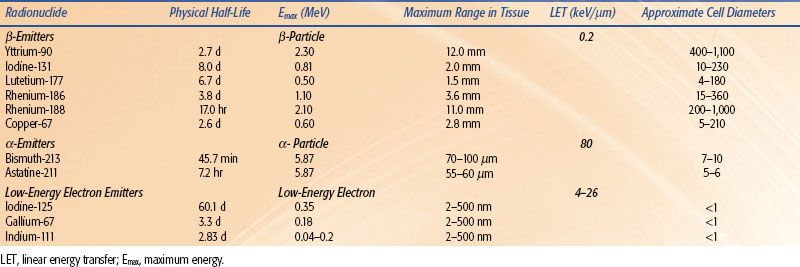 Radionuclide Physical Half-Life Emax (MeV) Maximum Range in Tissue LET (keV/μm) Approximate Cell Diameters
β-Emitters β-Particle 0.2
Yttrium-90 2.7 d 2.30 12.0 mm 400–1,100
Iodine-131 8.0 d 0.81 2.0 mm 10–230
Lutetium-177 6.7 d 0.50 1.5 mm 4–180
Rhenium-186 3.8 d 1.10 3.6 mm 15–360
Rhenium-188 17.0 hr 2.10 11.0 mm 200–1,000
Copper-67 2.6 d 0.60 2.8 mm 5–210
α-Emitters α- Particle 80
Bismuth-213 45.7 min 5.87 70–100 μm 7–10
Astatine-211 7.2 hr 5.87 55–60 μm 5–6
Low-Energy Electron Emitters Low-Energy Electron 4–26
Iodine-125 60.1 d 0.35 2–500 nm <1
Gallium-67 3.3 d 0.18 2–500 nm <1
Indium-111 2.83 d 0.04–0.2 2–500 nm <1
LET, linear energy transfer; Emax, maximum energy.